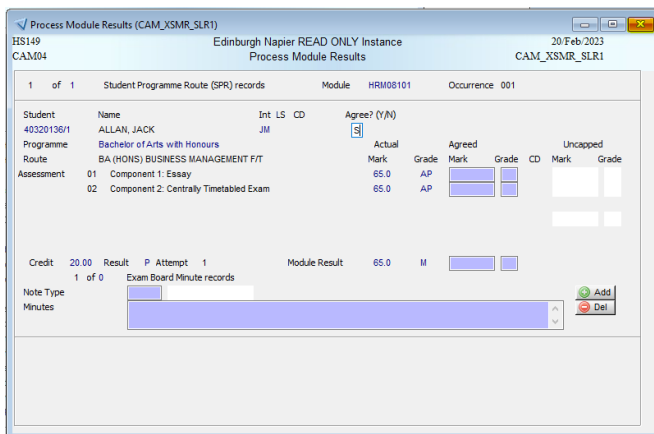 Process Module Results (CAM_XSMR_SLR1)
HS149 Edinburgh Napier READ ONLY Instance 20/Feb/2023
CAM04 Process Module Results CAM_XSMR_SLR1
1 of 1 Student Programme Route (SPR) records Module HRM08101 Occurrence 001
Student Name Int LS CD Agree? (Y/N)
40320136/1 ALLAN, JACK JM S
Programme Bachelor of Arts with Honours Actual Agreed Uncapped
Route BA (HONS) BUSINESS MANAGEMENT F/T Mark Grade Mark Grade CD Mark Grade
Assessment 01 Component 1: Essay 65.0 AP
02 Component 2: Centrally Timetabled Exam 65.0 AP
Credit 20.00 Result P Attempt 1 Module Result 65.0 M
1 of 0 Exam Board Minute records
Note Type Add
Minutes Del